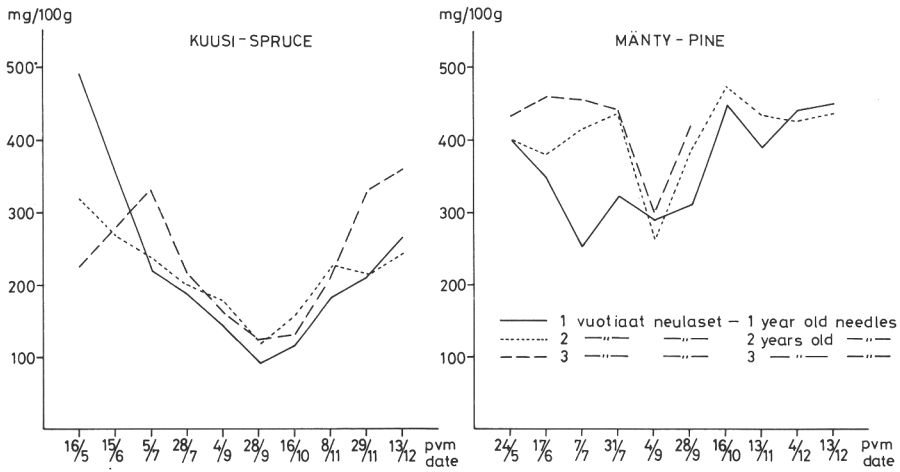 mg/100g
KUUSI – SPRUCE
500
400
300
200
100
16/5 15/6 5/7 28/7 4/9 28/9 16/10 8/11 29/11 13/12 pvm
date
mg/100g
MÄNTY – PINE
500
400
300
200
100
1 vuotiaat neulaset – 1 year old needles
2 —"— —"— 2 years old —"—
3 —"— —"— 3 —"— —"—
24/5 17/6 7/7 31/7 4/9 28/9 16/10 13/11 4/12 13/12 pvm
date